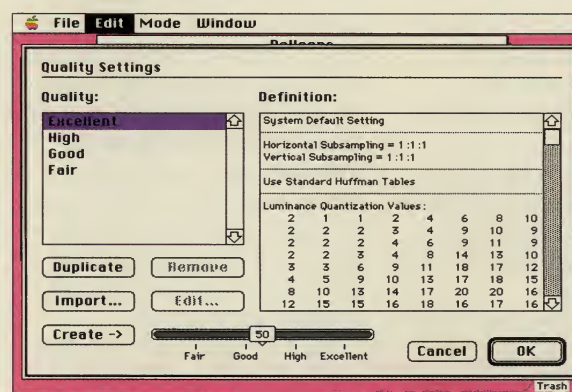 File Edit Mode Window
Quality Settings
Quality:
Excellent
High
Good
Fair
Duplicate
Remove
Import...
Edit...
Create ->
Definition:
System Default Setting
Horizontal Subsampling = 1:1:1
Vertical Subsampling = 1:1:1
Use Standard Huffman Tables
Luminance Quantization Values:
2 1 1 2 4 6 8 10
2 2 2 3 4 9 10 9
2 2 2 4 6 9 11 9
2 2 3 4 8 14 13 10
3 3 6 9 11 18 17 12
4 5 9 10 13 17 18 15
8 10 13 14 17 20 20 16
12 15 15 16 18 16 17 16
50
Fair Good High Excellent
Cancel
OK
Trash